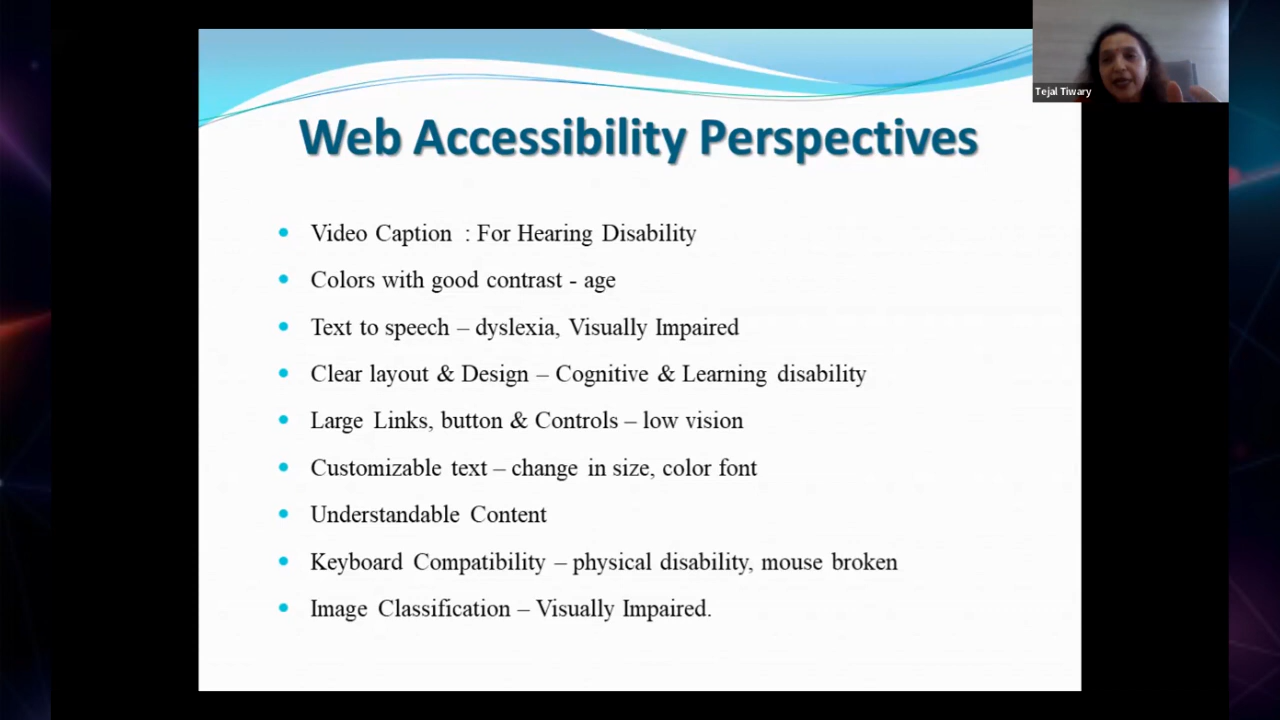 Tejal Tiwary
Web Accessibility Perspectives
Video Caption : For Hearing Disability
Colors with good contrast - age
Text to speech – dyslexia, Visually Impaired
Clear layout & Design – Cognitive & Learning disability
Large Links, button & Controls – low vision
Customizable text – change in size, color font
Understandable Content
Keyboard Compatibility – physical disability, mouse broken
Image Classification – Visually Impaired.